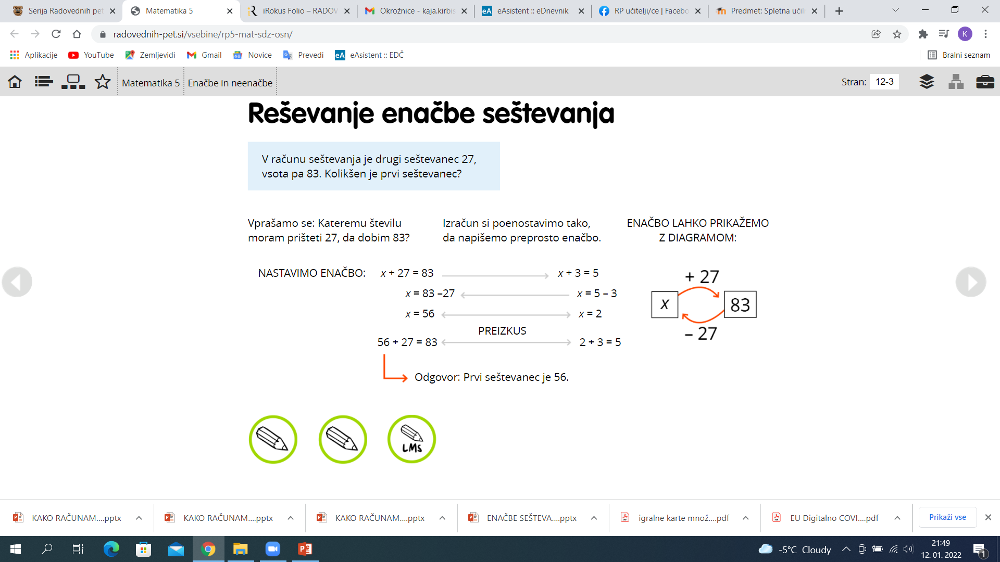 Serija Radovednih pet
Matematika 5
iRokus Folio – RADOV
Okrožnice - kaja.kirbis
eAsistent :: eDnevnik
RP učitelji/ce | Facebo
Predmet: Spletna učiln
radovednih-pet.si/vsebine/rp5-mat-sdz-osn/
K
Aplikacije
YouTube
Zemljevidi
Gmail
Novice
Prevedi
eAsistent :: EDČ
Bralni seznam
Matematika 5
Enačbe in neenačbe
Stran: 12-3
Reševanje enačbe seštevanja
V računu seštevanja je drugi seštevanec 27,
vsota pa 83. Kolikšen je prvi seštevanec?
Vprašamo se: Kateremu številu
moram prišteti 27, da dobim 83?
Izračun si poenostavimo tako,
da napišemo preprosto enačbo.
ENAČBO LAHKO PRIKAŽEMO
Z DIAGRAMOM:
NASTAVIMO ENAČBO: x + 27 = 83 x + 3 = 5
x = 83 –27 x = 5 – 3
x = 56 x = 2
PREIZKUS
56 + 27 = 83 2 + 3 = 5
Odgovor: Prvi seštevanec je 56.
+ 27
x 83
– 27
LMs
KAKO RAČUNAM....pptx
KAKO RAČUNAM....pptx
KAKO RAČUNAM....pptx
ENAČBE SEŠTEVA....pptx
igralne karte množ....pdf
EU Digitalno COVI....pdf
Prikaži vse
-5°C Cloudy
21:49
12. 01. 2022
1